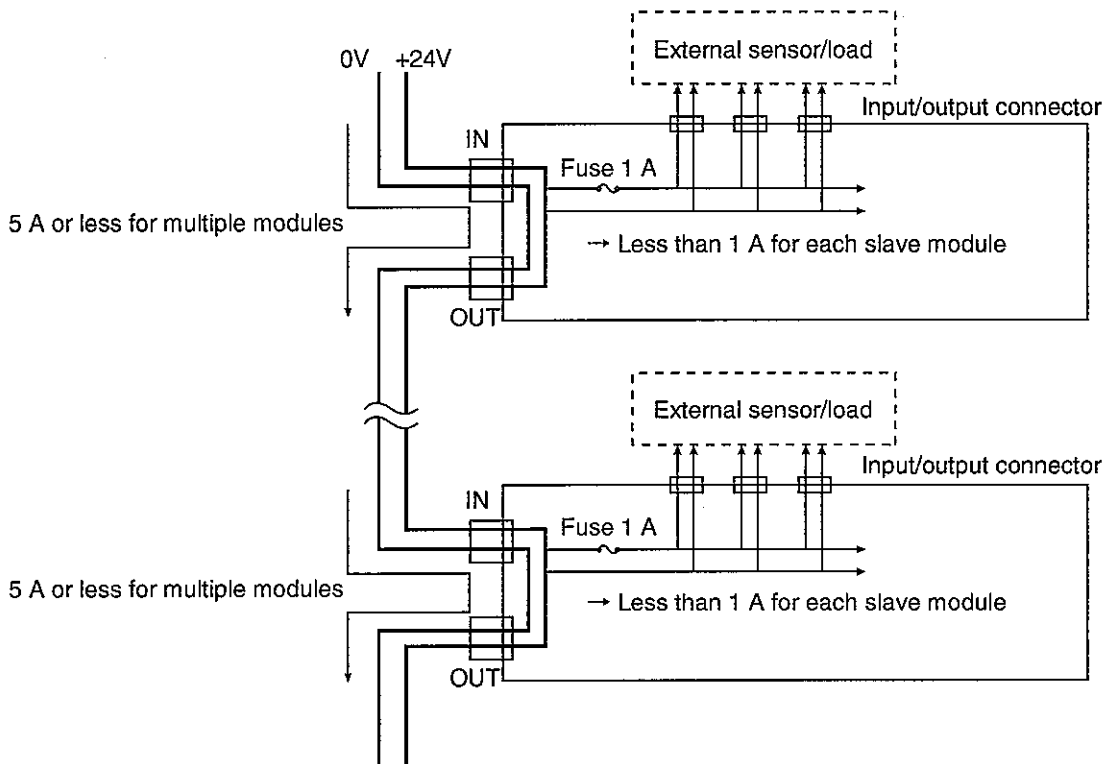 External sensor/load
0V +24V
Input/output connector
IN
Fuse 1 A
5 A or less for multiple modules
→ Less than 1 A for each slave module
OUT
External sensor/load
Input/output connector
IN
Fuse 1 A
5 A or less for multiple modules
→ Less than 1 A for each slave module
OUT